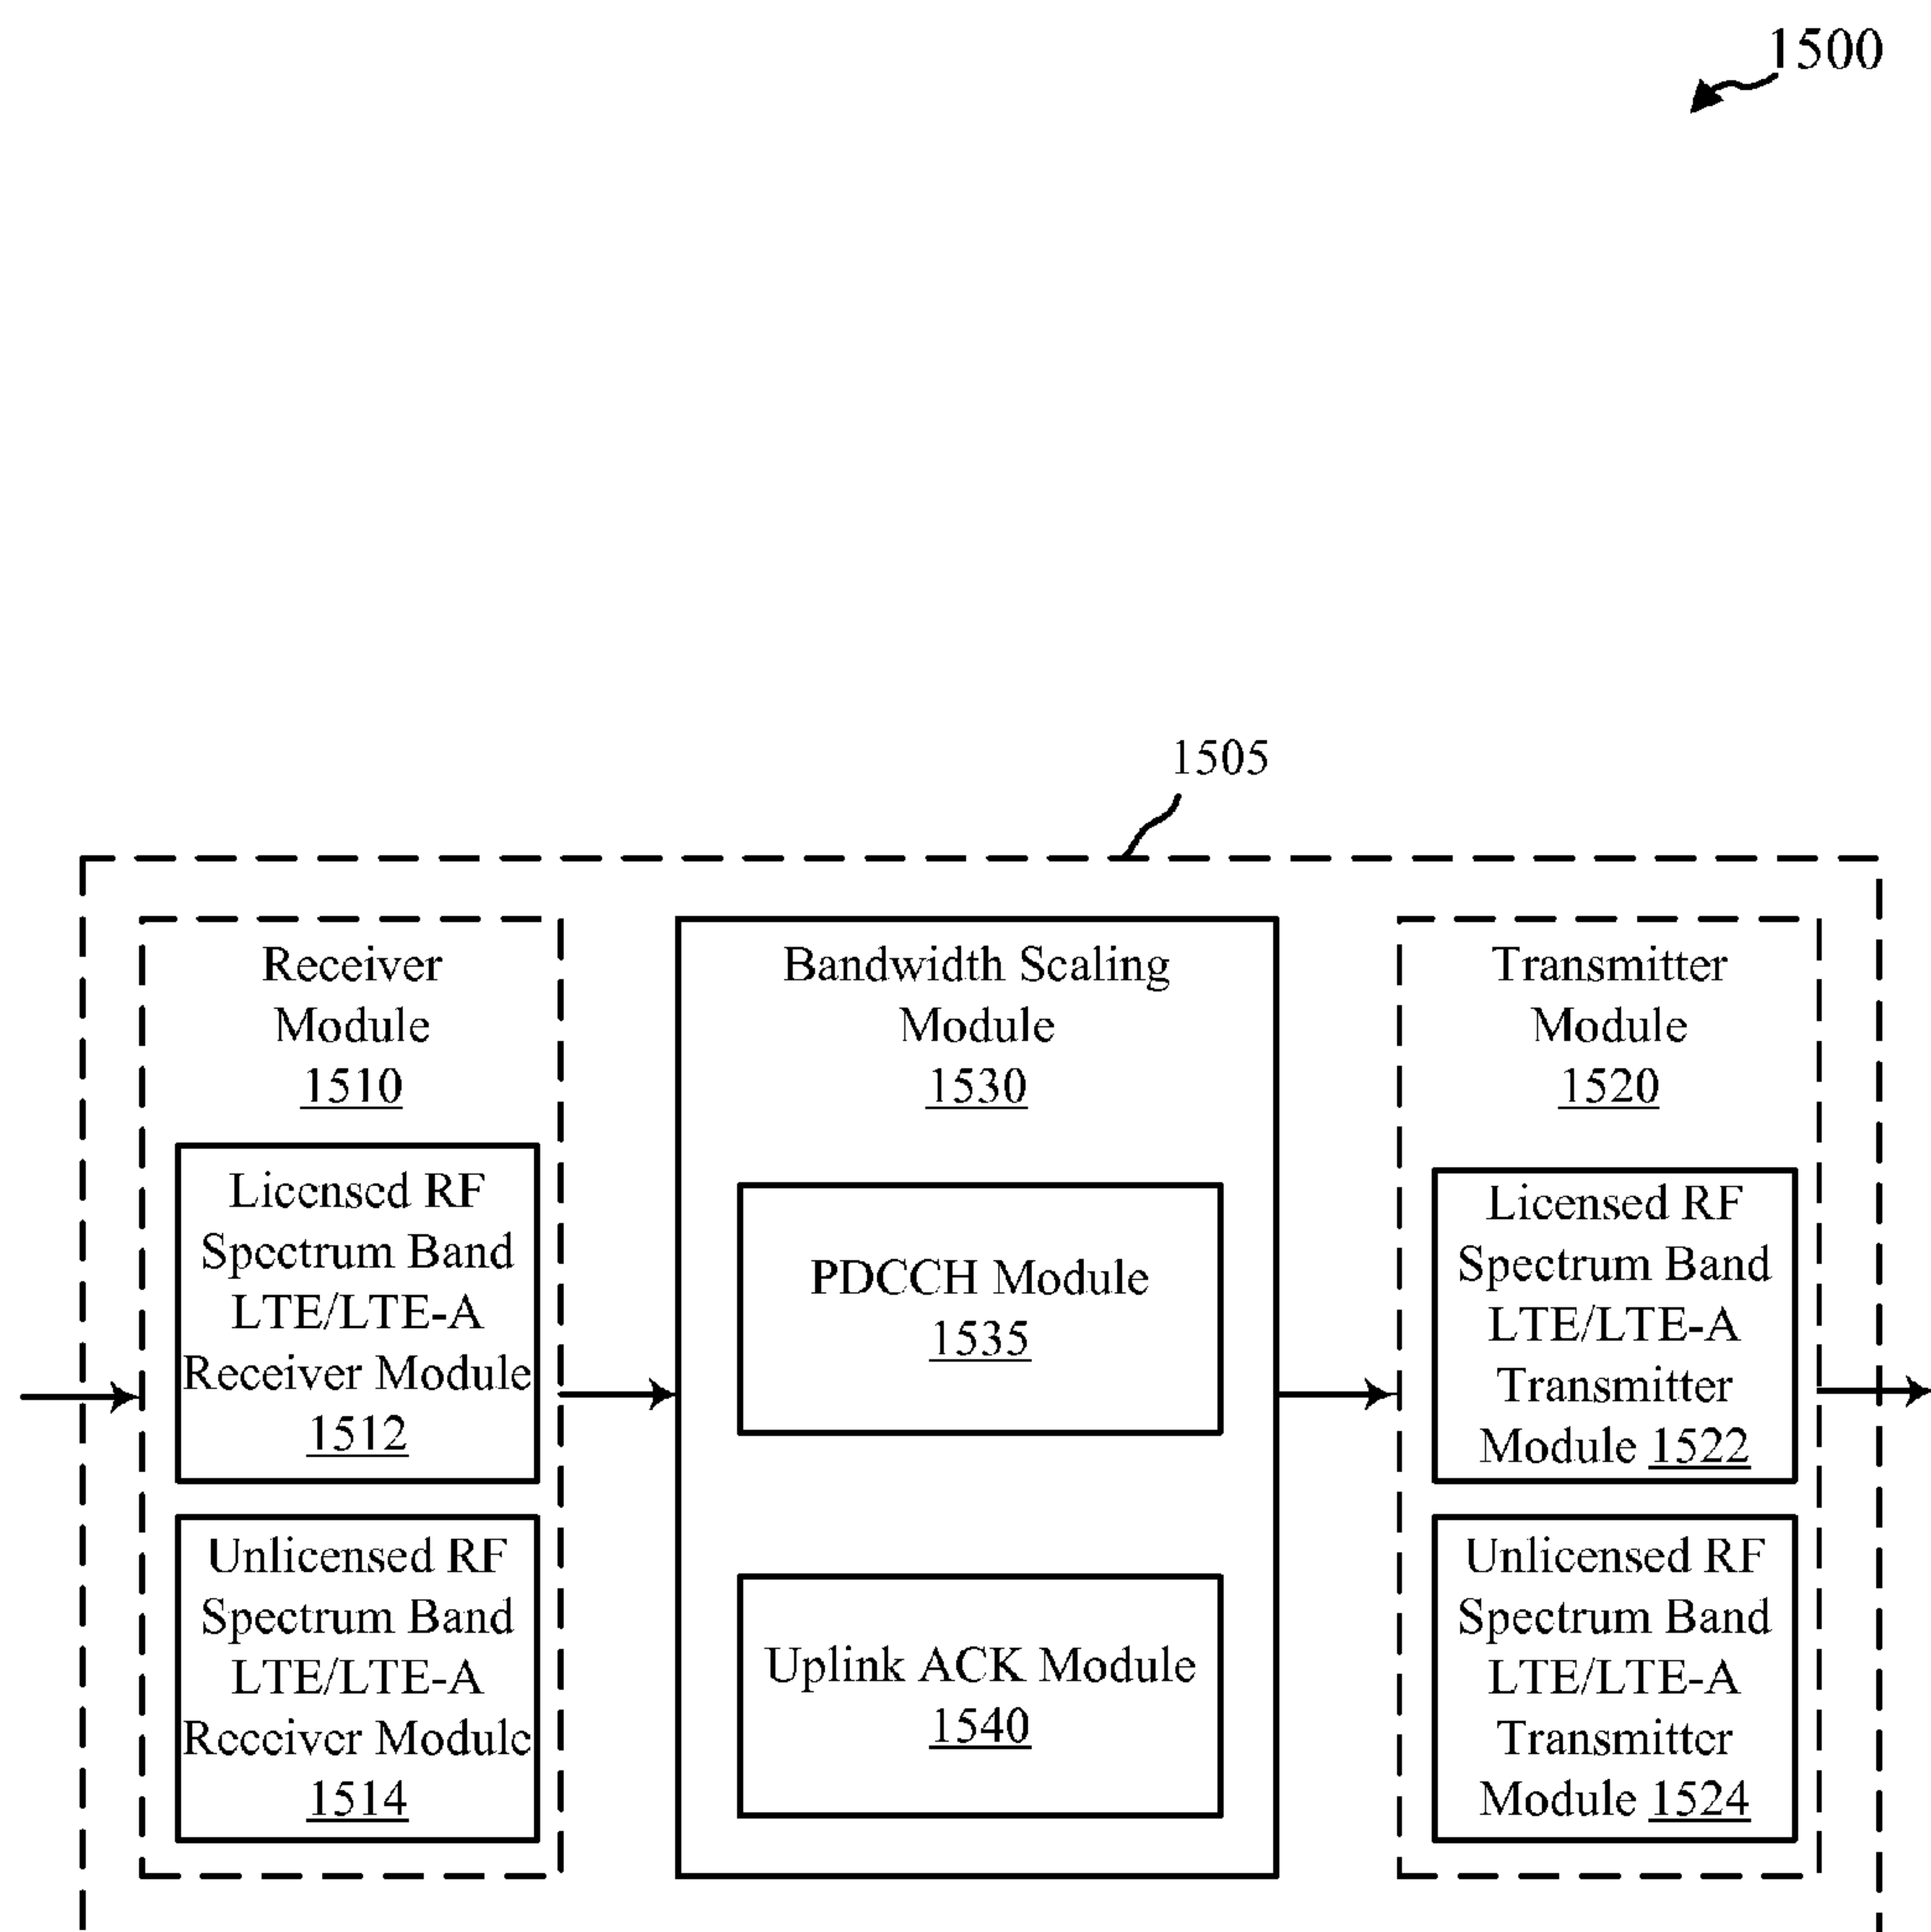 1500
1505
Receiver
Module
1510
Licensed RF
Spectrum Band
LTE/LTE-A
Receiver Module
1512
Unlicensed RF
Spectrum Band
LTE/LTE-A
Receiver Module
1514
Bandwidth Scaling
Module
1530
PDCCH Module
1535
Uplink ACK Module
1540
Transmitter
Module
1520
Licensed RF
Spectrum Band
LTE/LTE-A
Transmitter
Module 1522
Unlicensed RF
Spectrum Band
LTE/LTE-A
Transmitter
Module 1524